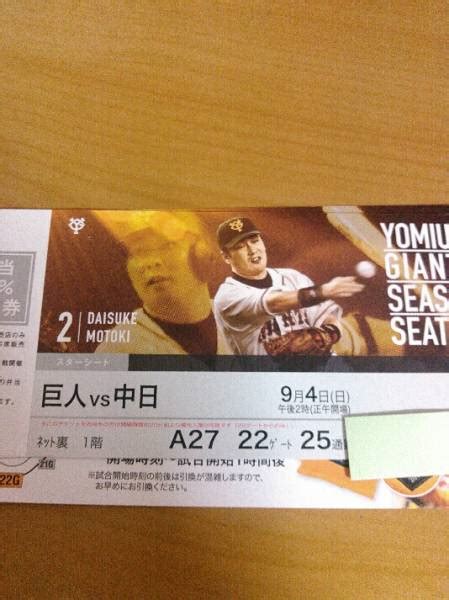 YOMIU
GIANT
SEAS
SEAT
当
%
券
2 DAISUKE
MOTOKI
スターシート
巨人 vs 中日
9月4日(日)
午後2時(正午開場)
ネット裏 1階 A27 22ゲート 25通
開場時刻〜試合開始1時間後
22G
※試合開始時刻の前後は引換が混雑しますので、
お早めにお引換ください。